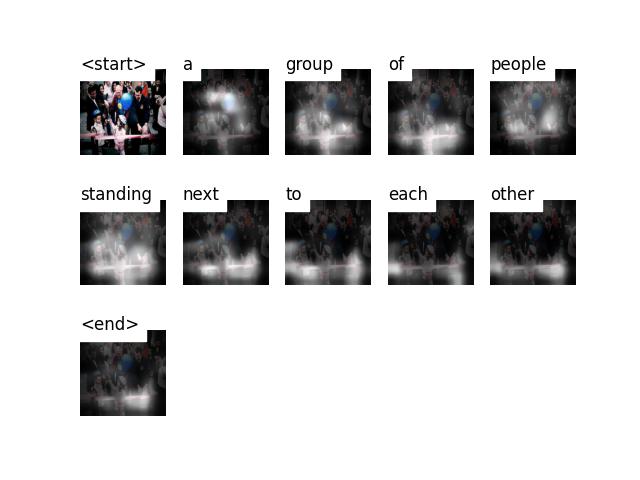 <start> a group of people
standing next to each other
<end>